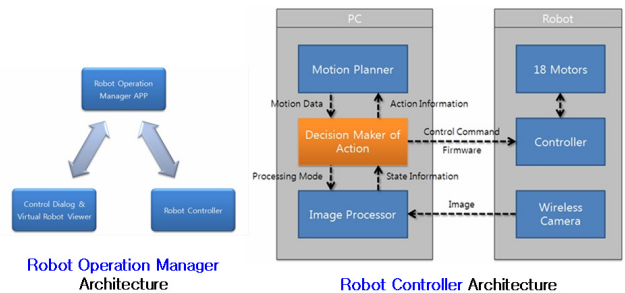 Robot Operation
Manager APP
Control Dialog &
Virtual Robot Viewer
Robot Controller
Robot Operation Manager
Architecture
PC
Robot
Motion Planner
18 Motors
Motion Data
Action Information
Decision Maker of
Action
Control Command
Firmware
Controller
Processing Mode
State Information
Image Processor
Image
Wireless
Camera
Robot Controller Architecture